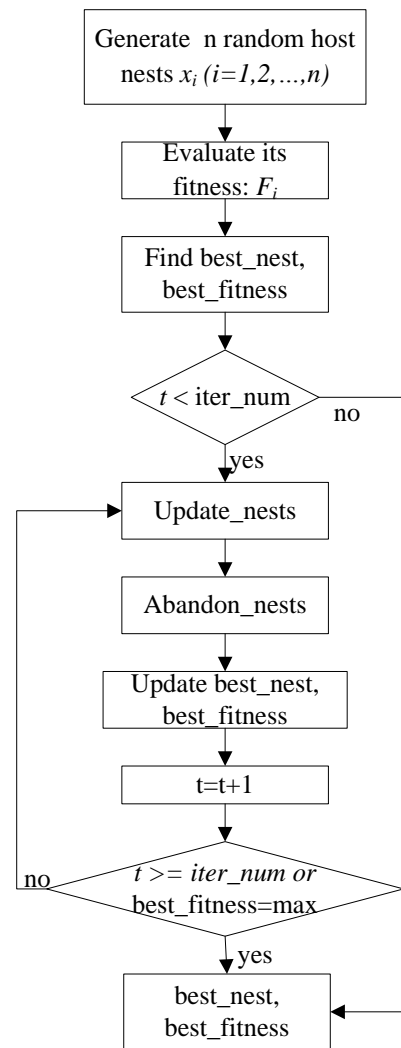 Generate n random host
nests xi (i=1,2,...,n)
Evaluate its
fitness: Fi
Find best_nest,
best_fitness
t < iter_num
no
yes
Update_nests
Abandon_nests
Update best_nest,
best_fitness
t=t+1
t >= iter_num or
best_fitness=max
no
yes
best_nest,
best_fitness